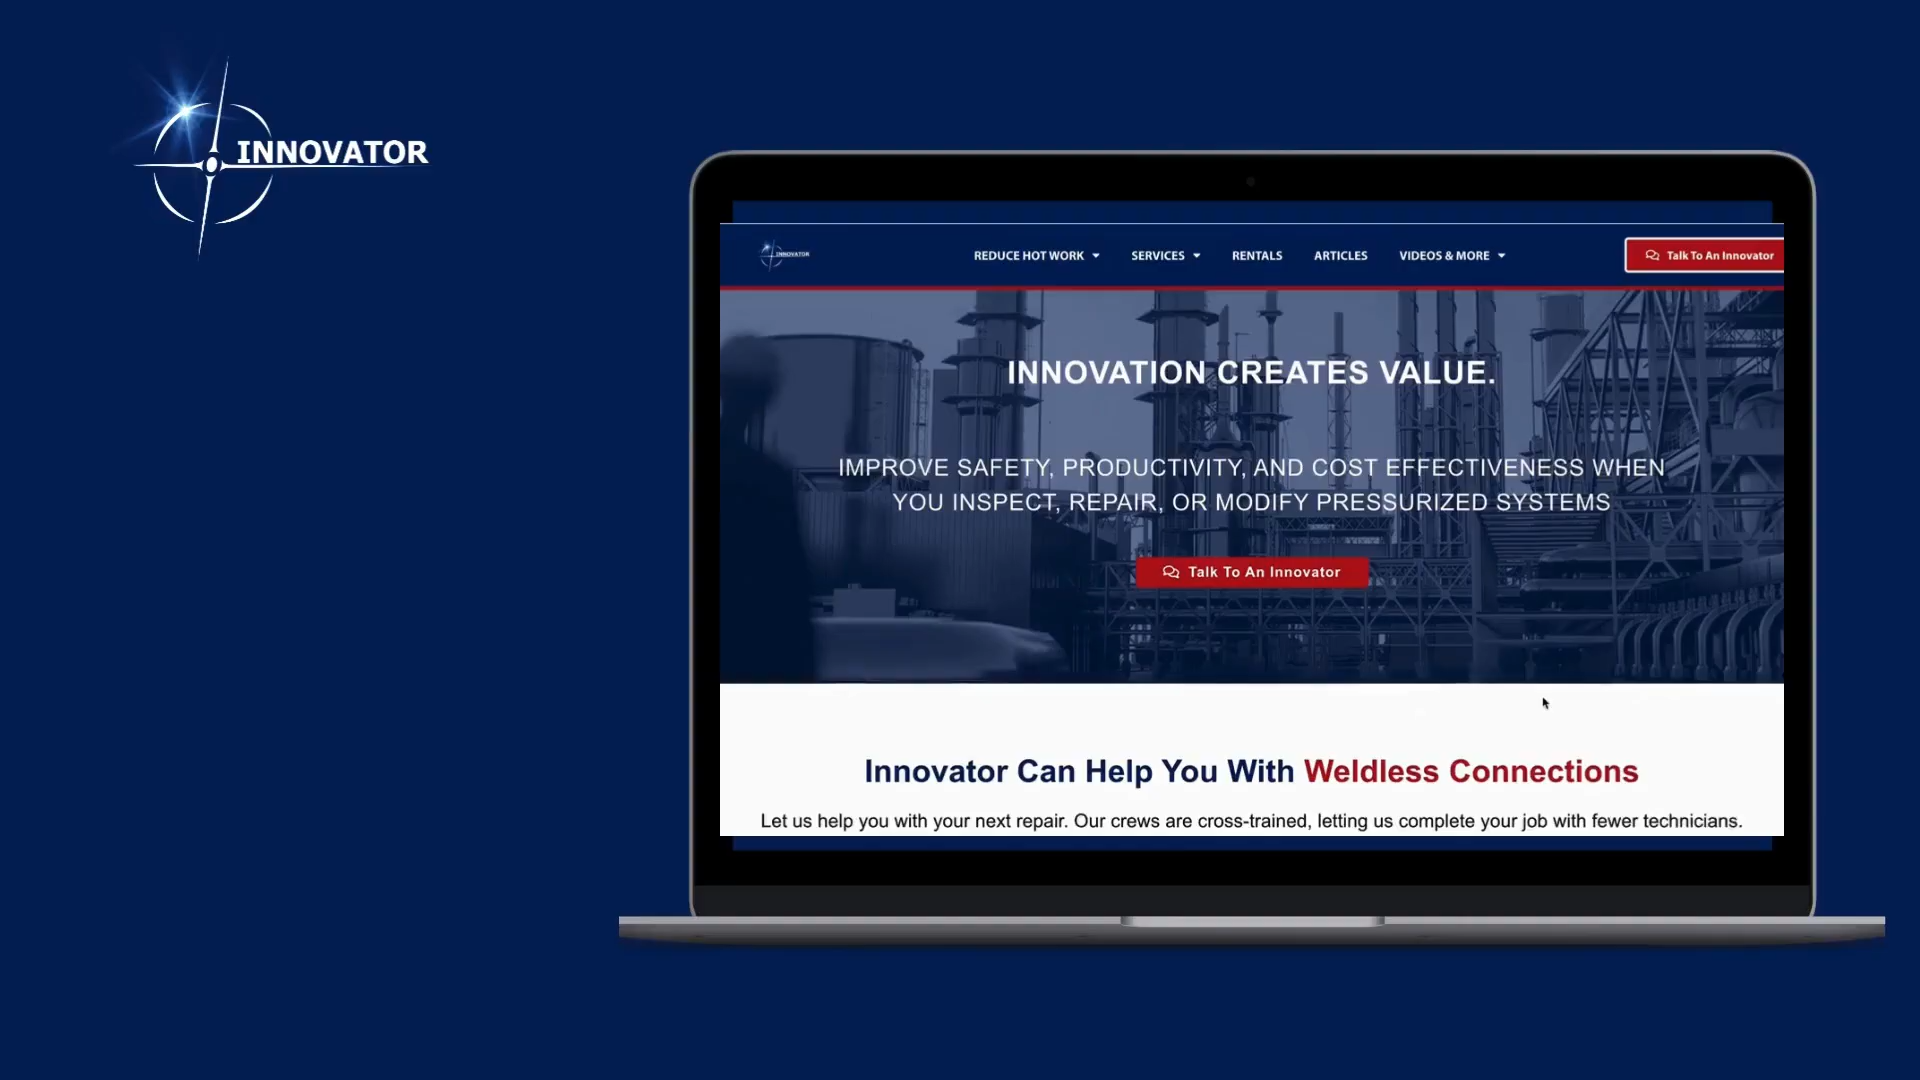 INNOVATOR
INNOVATOR
REDUCE HOT WORK
SERVICES
RENTALS
ARTICLES
VIDEOS & MORE
Talk To An Innovator
INNOVATION CREATES VALUE.
IMPROVE SAFETY, PRODUCTIVITY, AND COST EFFECTIVENESS WHEN
YOU INSPECT, REPAIR, OR MODIFY PRESSURIZED SYSTEMS
Talk To An Innovator
Innovator Can Help You With Weldless Connections
Let us help you with your next repair. Our crews are cross-trained, letting us complete your job with fewer technicians.